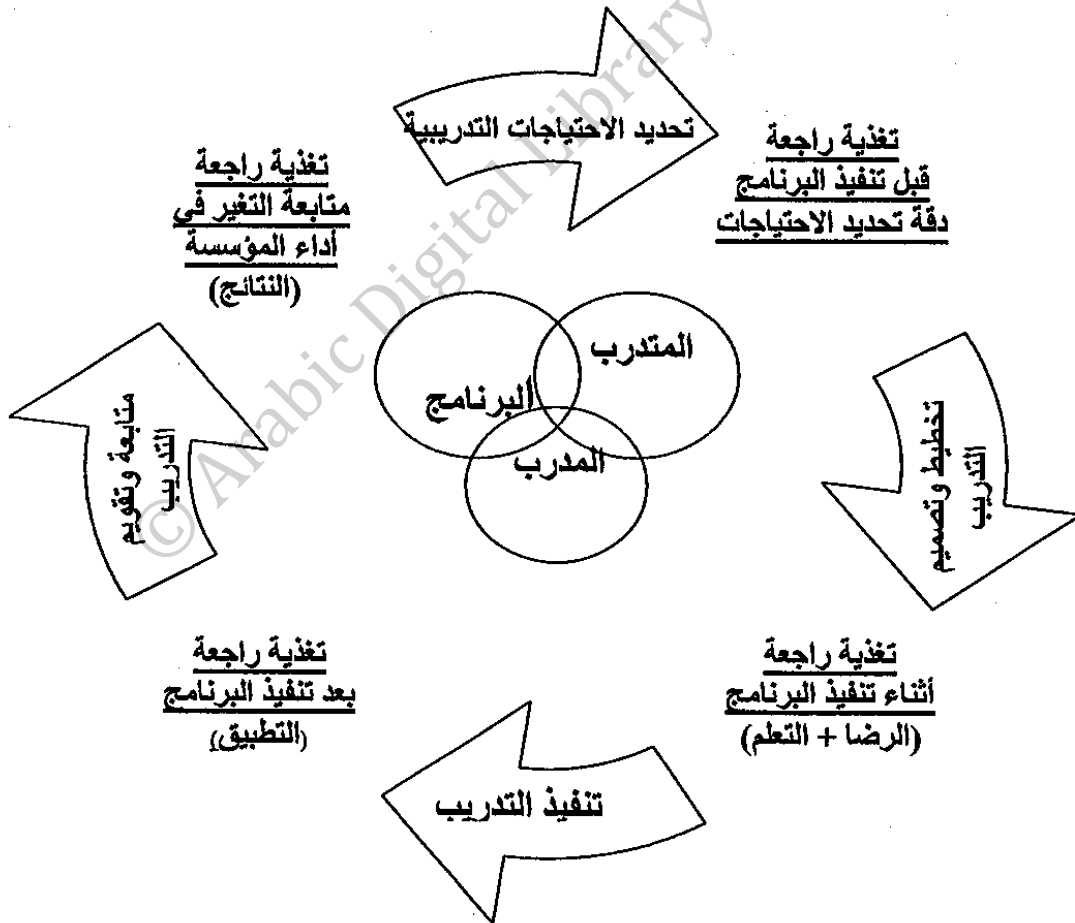 تحديد الاحتياجات التدريبية
تغذية راجعة
قبل تنفيذ البرنامج
دقة تحديد الاحتياجات
تخطيط وتصميم
التدريب
تغذية راجعة
أثناء تنفيذ البرنامج
(الرضا + التعلم)
تنفيذ التدريب
تغذية راجعة
بعد تنفيذ البرنامج
(التطبيق)
متابعة وتقويم
التدريب
تغذية راجعة
متابعة التغير في
أداء المؤسسة
(النتائج)
المتدرب
البرنامج
المدرب
© Arabic Digital Library